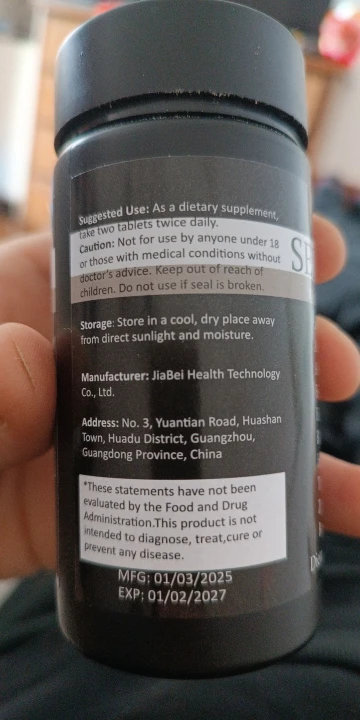 Suggested Use: As a dietary supplement,
take two tablets twice daily.
Caution: Not for use by anyone under 18
or those with medical conditions without
doctor's advice. Keep out of reach of
children. Do not use if seal is broken.
Storage: Store in a cool, dry place away
from direct sunlight and moisture.
Manufacturer: JiaBei Health Technology
Co., Ltd.
Address: No. 3, Yuantian Road, Huashan
Town, Huadu District, Guangzhou,
Guangdong Province, China
*These statements have not been
evaluated by the Food and Drug
Administration.This product is not
intended to diagnose, treat,cure or
prevent any disease.
MFG: 01/03/2025
EXP: 01/02/2027